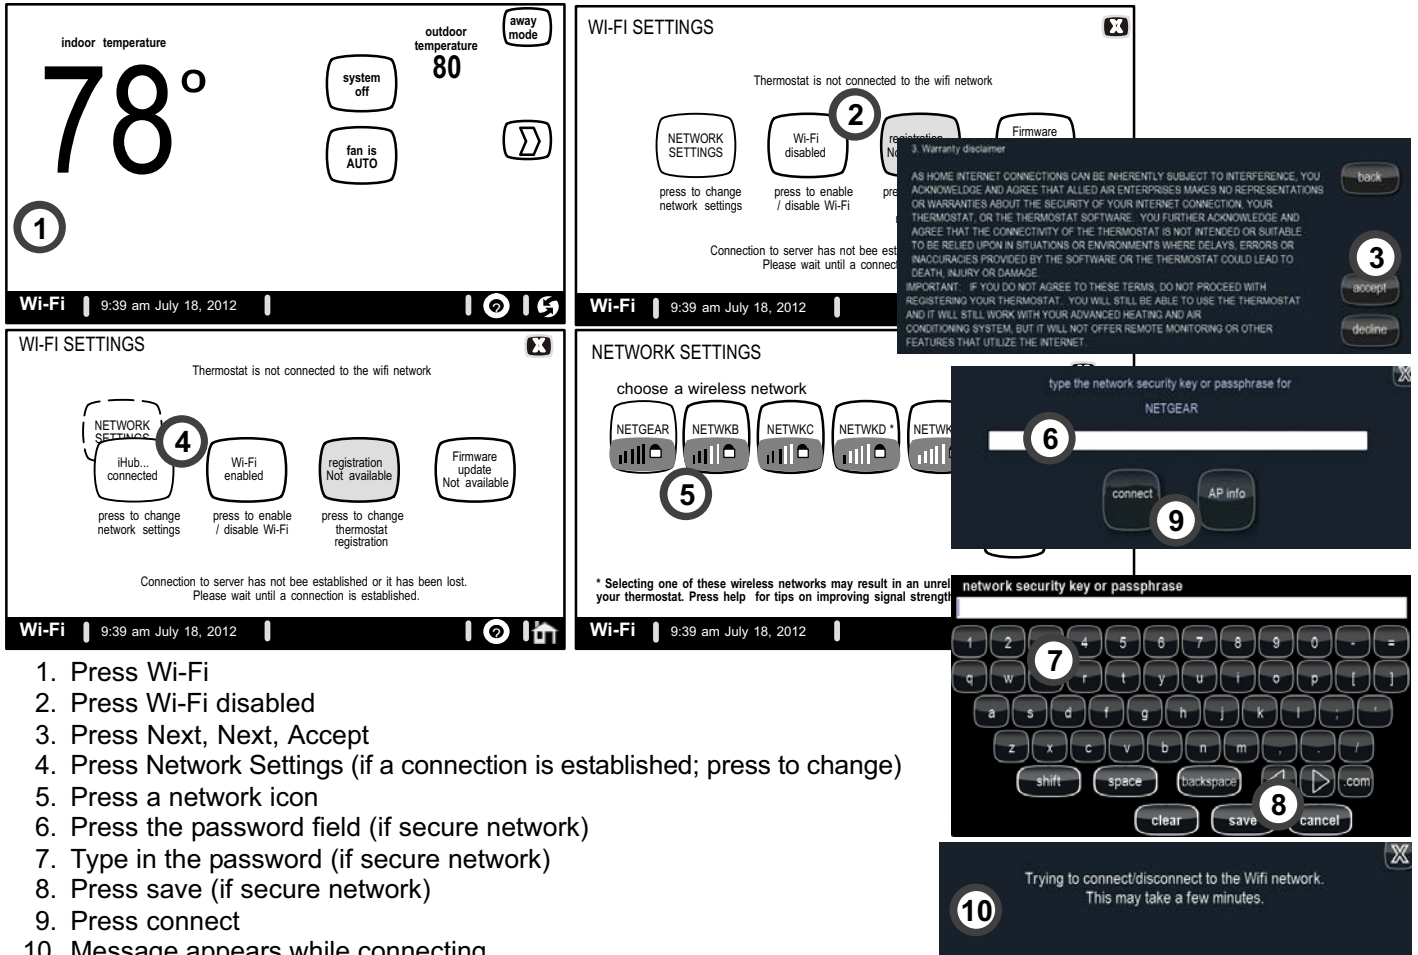 indoor temperature
78°
system
off
fan is
AUTO
outdoor
temperature
80
away
mode
1
Wi-Fi
9:39 am July 18, 2012
?
WI-FI SETTINGS
X
Thermostat is not connected to the wifi network
2
NETWORK
SETTINGS
press to change
network settings
Wi-Fi
disabled
press to enable
/ disable Wi-Fi
registration
No
pre
Firmware
Connection to server has not bee est
Please wait until a connect
Wi-Fi
9:39 am July 18, 2012
3. Warranty disclaimer
AS HOME INTERNET CONNECTIONS CAN BE INHERENTLY SUBJECT TO INTERFERENCE, YOU
ACKNOWELDGE AND AGREE THAT ALLIED AIR ENTERPRISES MAKES NO REPRESENTATIONS
OR WARRANTIES ABOUT THE SECURITY OF YOUR INTERNET CONNECTION, YOUR
THERMOSTAT, OR THE THERMOSTAT SOFTWARE. YOU FURTHER ACKNOWLEDGE AND
AGREE THAT THE CONNECTIVITY OF THE THERMOSTAT IS NOT INTENDED OR SUITABLE
TO BE RELIED UPON IN SITUATIONS OR ENVIRONMENTS WHERE DELAYS, ERRORS OR
INACCURACIES PROVIDED BY THE SOFTWARE OR THE THERMOSTAT COULD LEAD TO
DEATH, INJURY OR DAMAGE.
IMPORTANT: IF YOU DO NOT AGREE TO THESE TERMS, DO NOT PROCEED WITH
REGISTERING YOUR THERMOSTAT. YOU WILL STILL BE ABLE TO USE THE THERMOSTAT
AND IT WILL STILL WORK WITH YOUR ADVANCED HEATING AND AIR
CONDITIONING SYSTEM, BUT IT WILL NOT OFFER REMOTE MONITORING OR OTHER
FEATURES THAT UTILIZE THE INTERNET.
back
3
accept
decline
WI-FI SETTINGS
X
Thermostat is not connected to the wifi network
NETWORK
SETTINGS
4
iHub...
connected
press to change
network settings
Wi-Fi
enabled
press to enable
/ disable Wi-Fi
registration
Not available
press to change
thermostat
registration
Firmware
update
Not available
Connection to server has not bee established or it has been lost.
Please wait until a connection is established.
Wi-Fi
9:39 am July 18, 2012
?
NETWORK SETTINGS
choose a wireless network
NETGEAR
NETWKB
NETWKC
NETWKD *
NETWK
5
* Selecting one of these wireless networks may result in an unrel
your thermostat. Press help for tips on improving signal strengt
Wi-Fi
9:39 am July 18, 2012
X
type the network security key or passphrase for
NETGEAR
6
connect
AP info
9
network security key or passphrase
1 2 4 5 6 7 8 9 0 - =
7
q w r t y u i o p [ ]
a s d f g h j k l ; '
z x c v b n m , . /
shift space backspace .com
8
clear save cancel
X
Trying to connect/disconnect to the Wifi network.
This may take a few minutes.
10
1. Press Wi-Fi
2. Press Wi-Fi disabled
3. Press Next, Next, Accept
4. Press Network Settings (if a connection is established; press to change)
5. Press a network icon
6. Press the password field (if secure network)
7. Type in the password (if secure network)
8. Press save (if secure network)
9. Press connect
10. Message appears while connecting